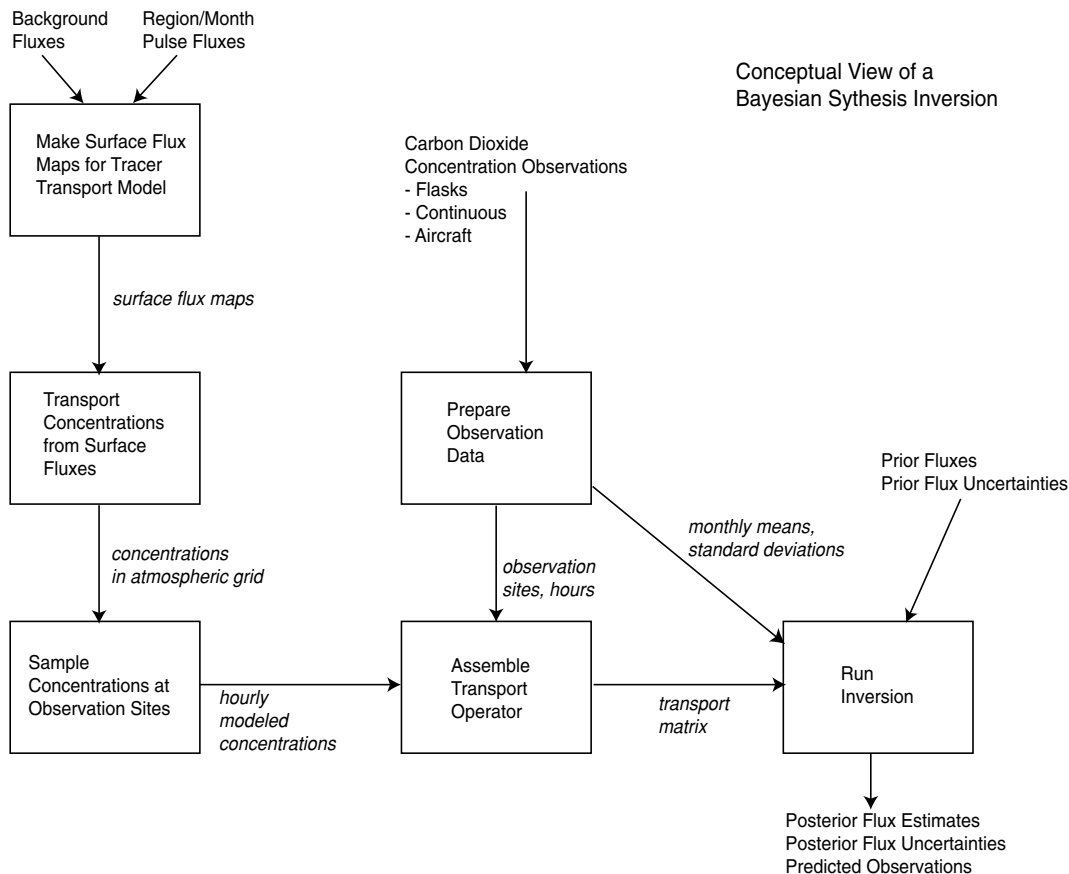 Background
Fluxes
Region/Month
Pulse Fluxes
Conceptual View of a
Bayesian Sythesis Inversion
Make Surface Flux
Maps for Tracer
Transport Model
Carbon Dioxide
Concentration Observations
- Flasks
- Continuous
- Aircraft
surface flux maps
Transport
Concentrations
from Surface
Fluxes
Prepare
Observation
Data
Prior Fluxes
Prior Flux Uncertainties
concentrations
in atmospheric grid
observation
sites, hours
monthly means,
standard deviations
Sample
Concentrations at
Observation Sites
hourly
modeled
concentrations
Assemble
Transport
Operator
transport
matrix
Run
Inversion
Posterior Flux Estimates
Posterior Flux Uncertainties
Predicted Observations